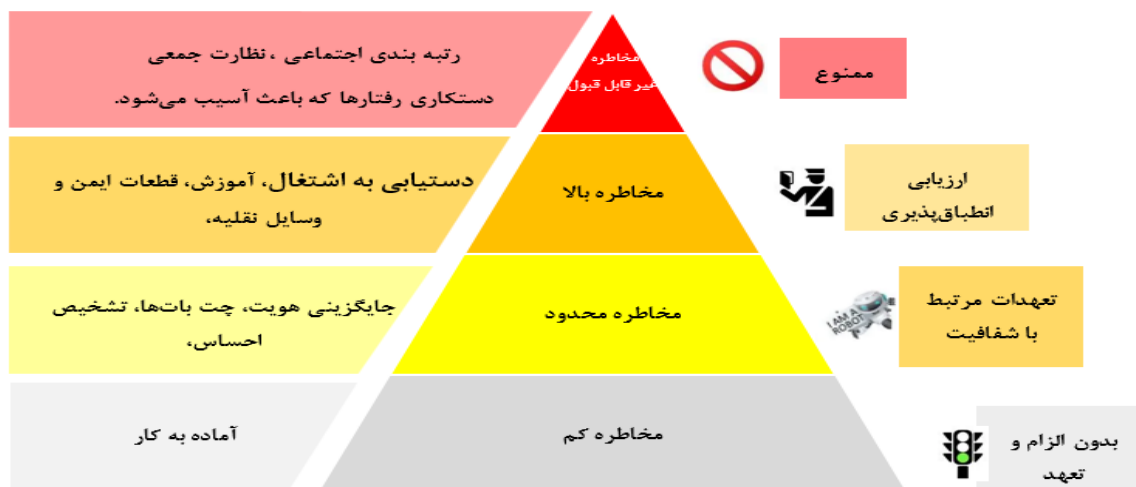 ممنوع
مخاطره
غیر قابل قبول
رتبه بندی اجتماعی ، نظارت جمعی
دستکاری رفتارها که باعث آسیب می‌شود.
ارزیابی
انطباق‌پذیری
مخاطره بالا
دستیابی به اشتغال، آموزش، قطعات ایمن و
وسایل نقلیه،
تعهدات مرتبط
با شفافیت
I AM A
ROBOT
مخاطره محدود
جایگزینی هویت، چت بات‌ها، تشخیص
احساس،
بدون الزام و
تعهد
مخاطره کم
آماده به کار